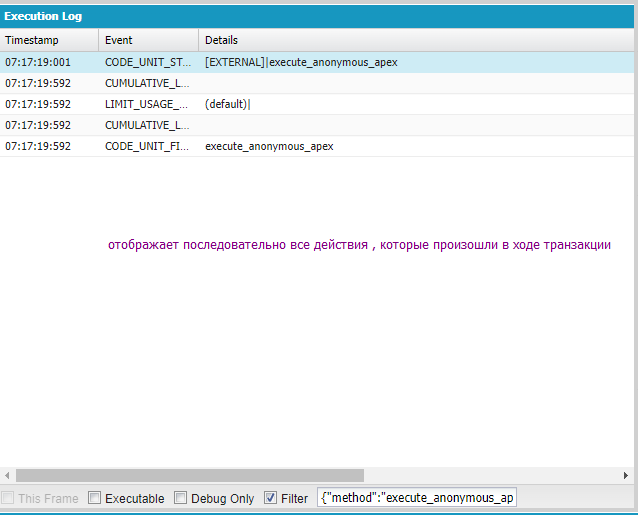 Execution Log
Timestamp Event Details
07:17:19:001 CODE_UNIT_ST... [EXTERNAL]|execute_anonymous_apex
07:17:19:592 CUMULATIVE_L...
07:17:19:592 LIMIT_USAGE_... (default)|
07:17:19:592 CUMULATIVE_L...
07:17:19:592 CODE_UNIT_FI... execute_anonymous_apex
отображает последовательно все действия , которые произошли в ходе транзакции
This Frame Executable Debug Only Filter {"method":"execute_anonymous_ap